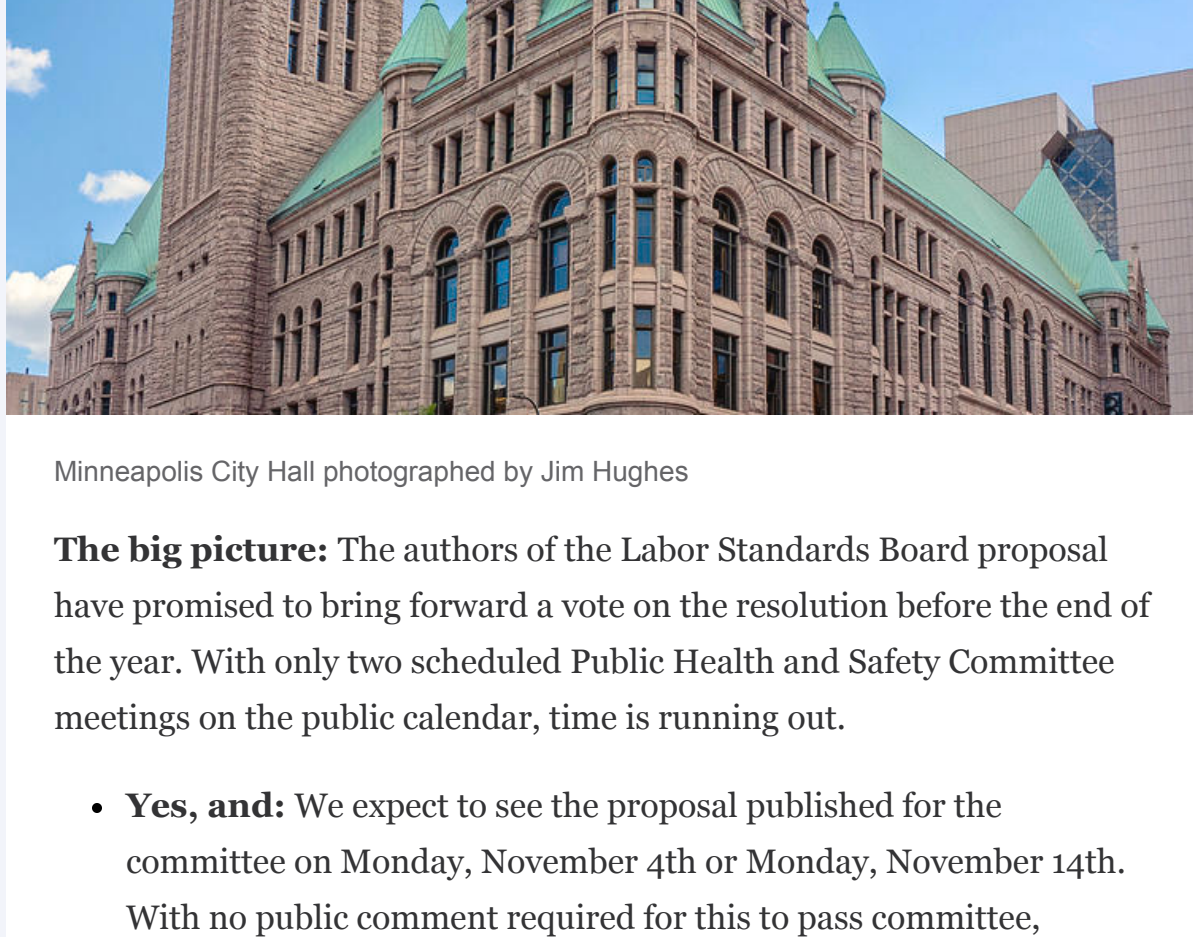 Minneapolis City Hall photographed by Jim Hughes
The big picture: The authors of the Labor Standards Board proposal
have promised to bring forward a vote on the resolution before the end of
the year. With only two scheduled Public Health and Safety Committee
meetings on the public calendar, time is running out.
• Yes, and: We expect to see the proposal published for the
committee on Monday, November 4th or Monday, November 14th.
With no public comment required for this to pass committee,